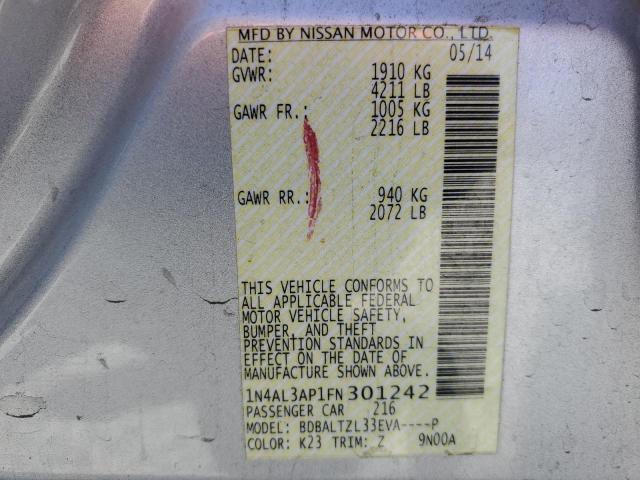 MFD BY NISSAN MOTOR CO., LTD.
DATE: 05/14
GVWR: 1910 KG
4211 LB
GAWR FR.: 1005 KG
2216 LB
GAWR RR.: 940 KG
2072 LB
THIS VEHICLE CONFORMS TO
ALL APPLICABLE FEDERAL
MOTOR VEHICLE SAFETY,
BUMPER, AND THEFT
PREVENTION STANDARDS IN
EFFECT ON THE DATE OF
MANUFACTURE SHOWN ABOVE.
1N4AL3AP1FN301242
PASSENGER CAR 216
MODEL: BDBALTZL33EVA----P
COLOR: K23 TRIM: Z 9N00A